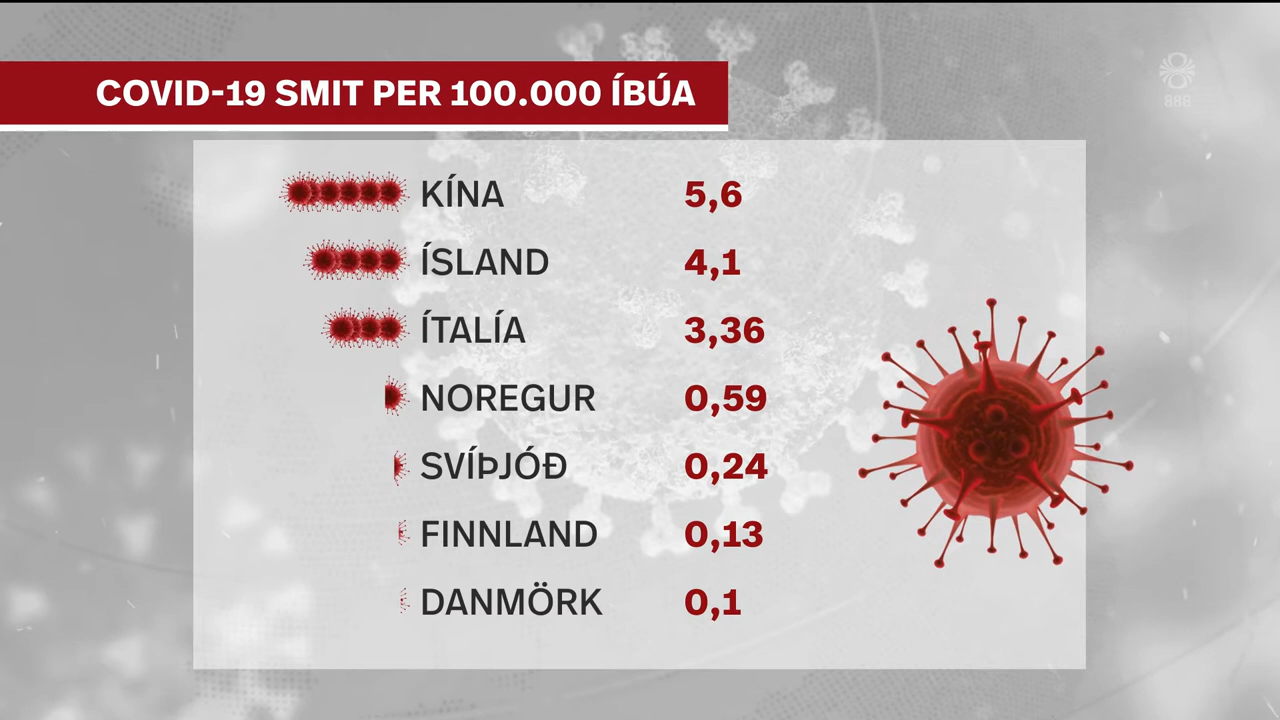 COVID-19 SMIT PER 100.000 ÍBÚA
888
KÍNA 5,6
ÍSLAND 4,1
ÍTALÍA 3,36
NOREGUR 0,59
SVÍÞJÓÐ 0,24
FINNLAND 0,13
DANMÖRK 0,1